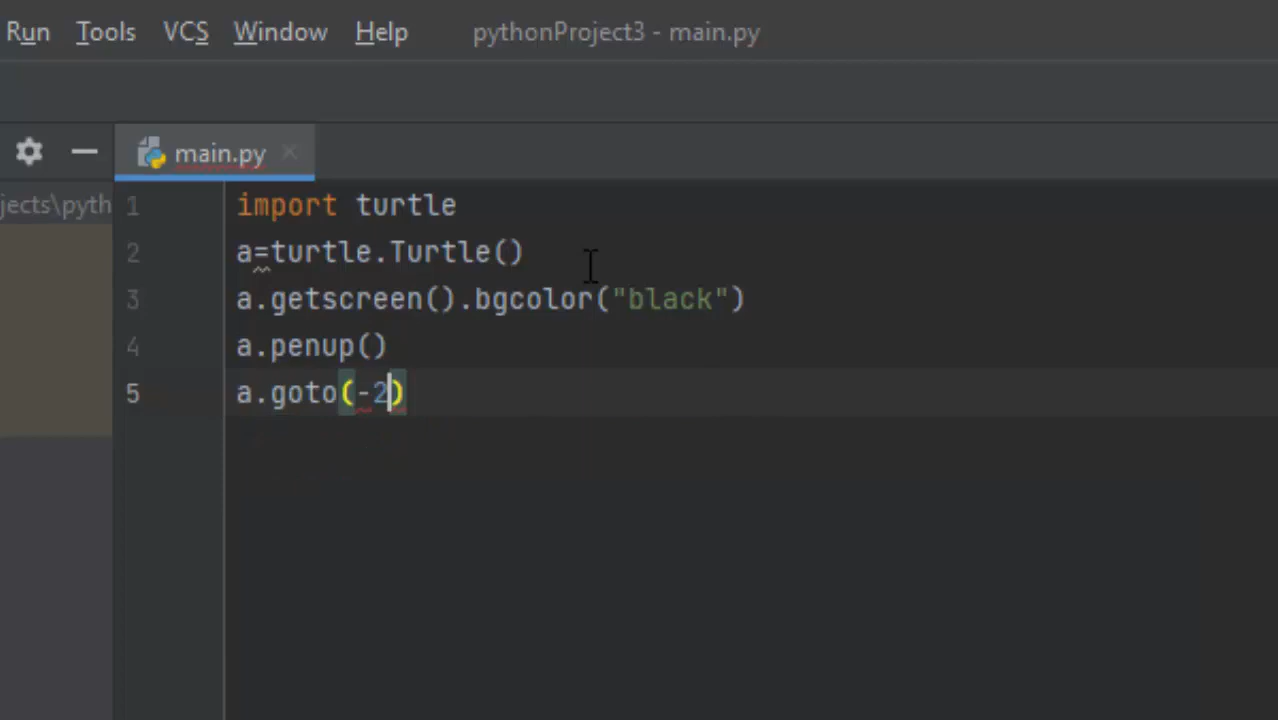 Run Tools VCS Window Help pythonProject3 - main.py
main.py
jects\pyth
1 import turtle
2 a=turtle.Turtle()
3 a.getscreen().bgcolor("black")
4 a.penup()
5 a.goto(-2)